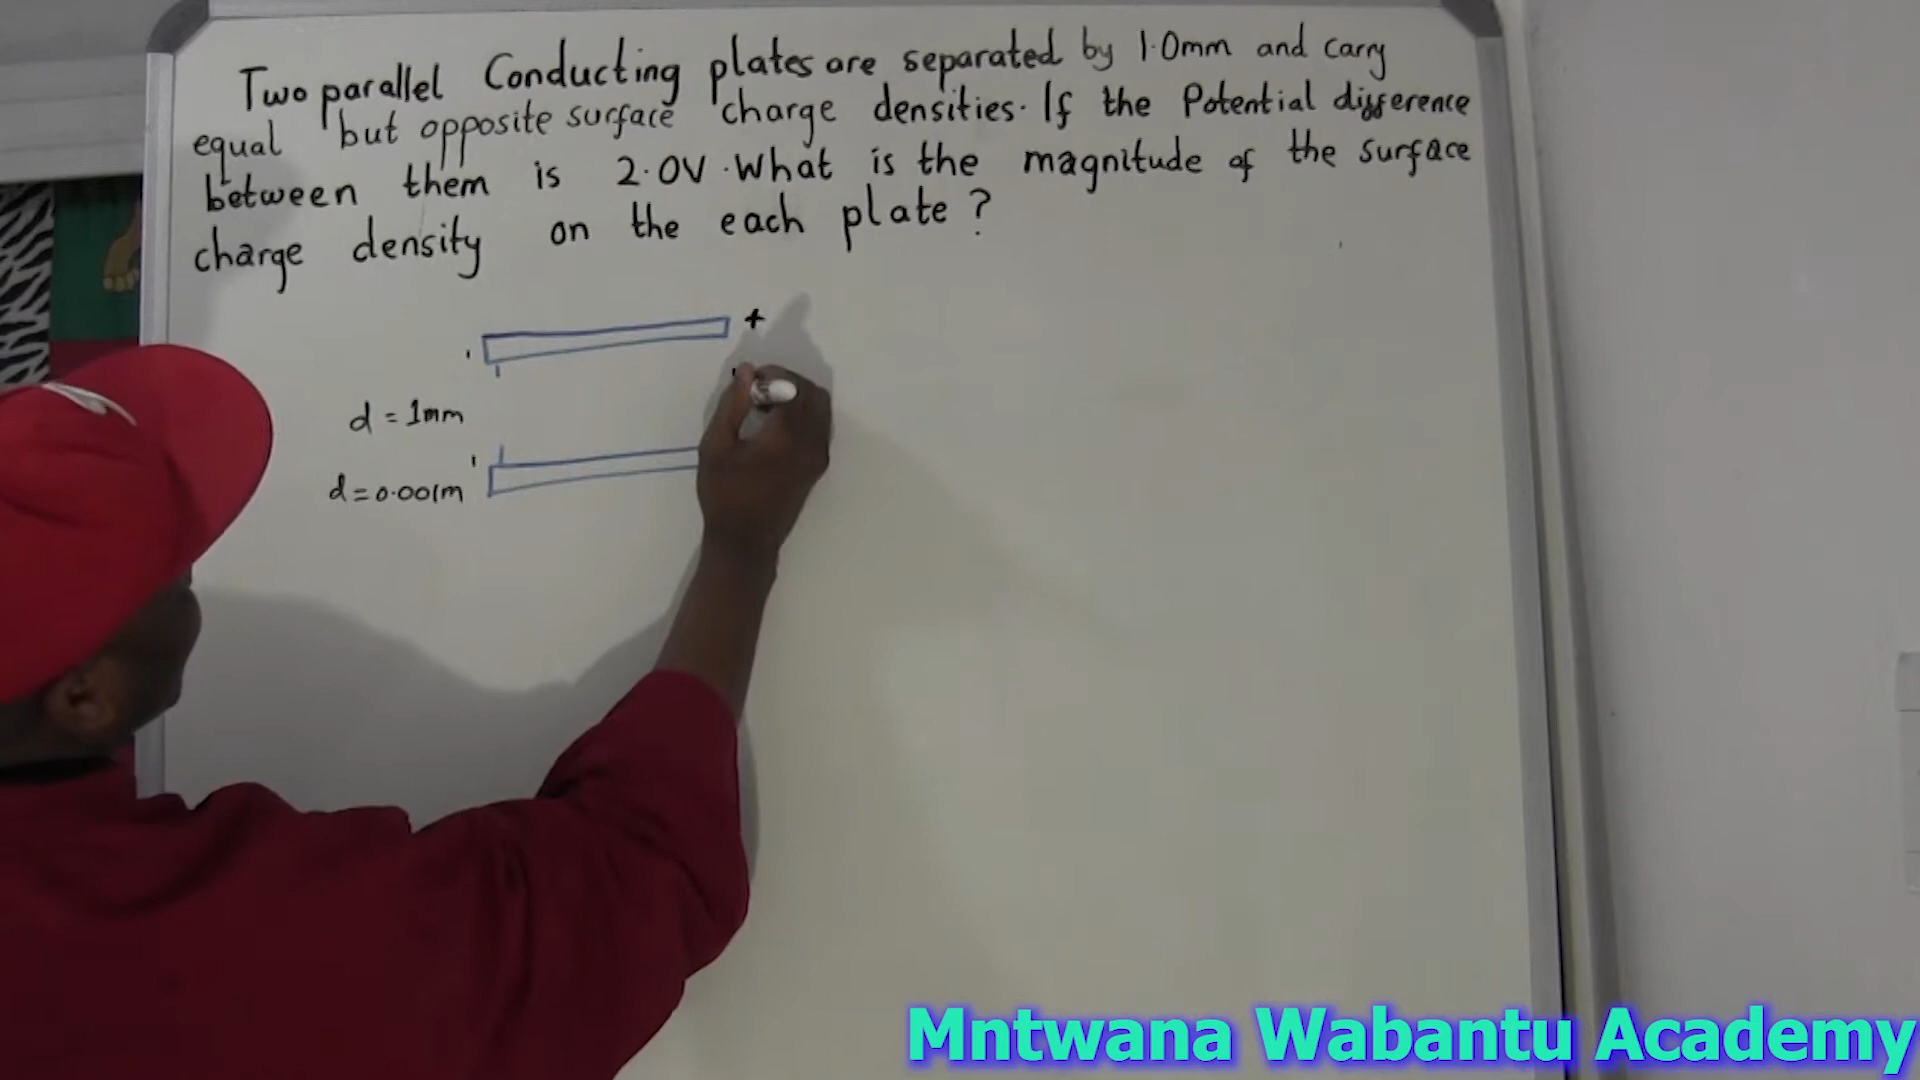 Two parallel Conducting plates are separated by 1.0mm and carry
equal but opposite surface charge densities. If the Potential difference
between them is 2.0V. What is the magnitude of the surface
charge density on the each plate?
+
d = 1mm
d = 0.001m
Mntwana Wabantu Academy